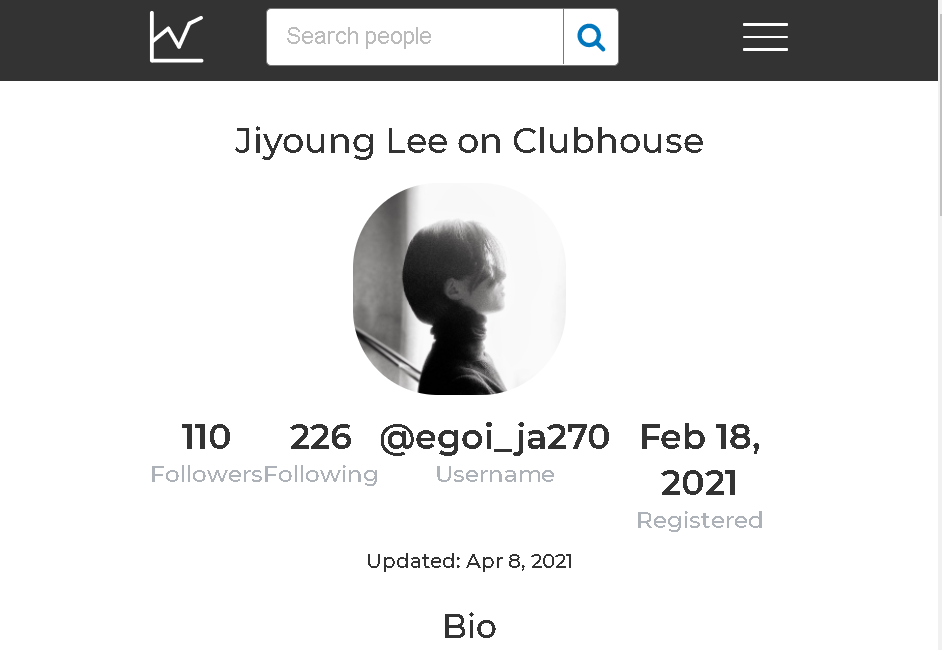 Search people
Jiyoung Lee on Clubhouse
110
Followers
226
Following
@egoi_ja270
Username
Feb 18,
2021
Registered
Updated: Apr 8, 2021
Bio